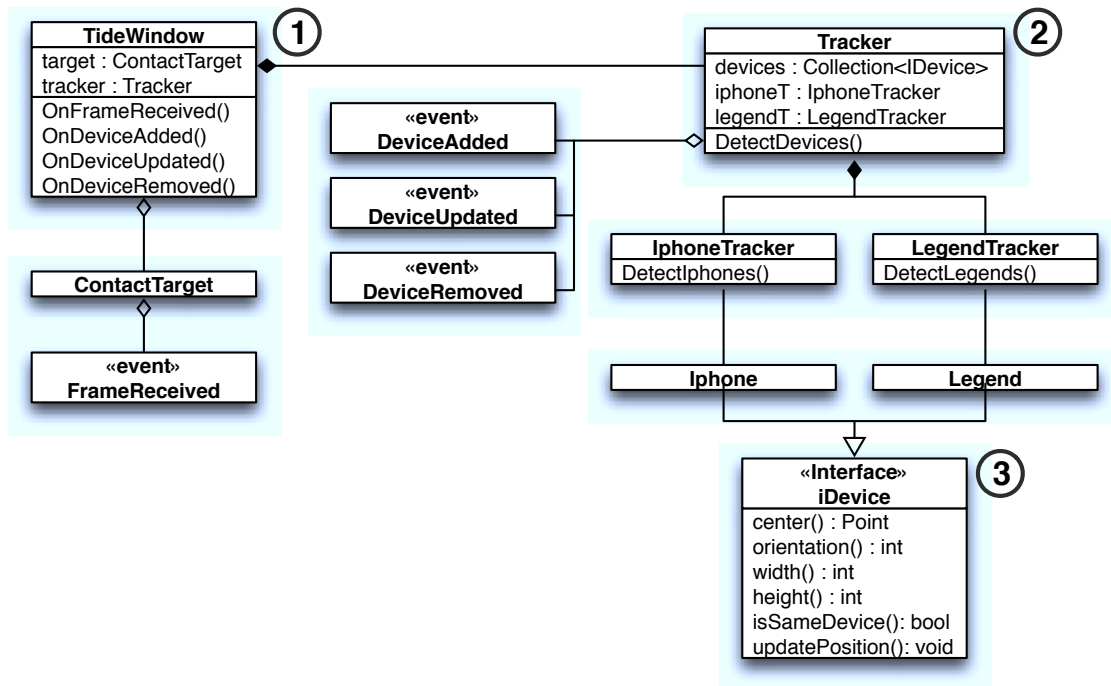 TideWindow
target : ContactTarget
tracker : Tracker
OnFrameReceived()
OnDeviceAdded()
OnDeviceUpdated()
OnDeviceRemoved()
1
ContactTarget
«event»
FrameReceived
«event»
DeviceAdded
«event»
DeviceUpdated
«event»
DeviceRemoved
Tracker
devices : Collection<IDevice>
iphoneT : IphoneTracker
legendT : LegendTracker
DetectDevices()
2
IphoneTracker
DetectIphones()
LegendTracker
DetectLegends()
Iphone
Legend
«Interface»
iDevice
center() : Point
orientation() : int
width() : int
height() : int
isSameDevice(): bool
updatePosition(): void
3